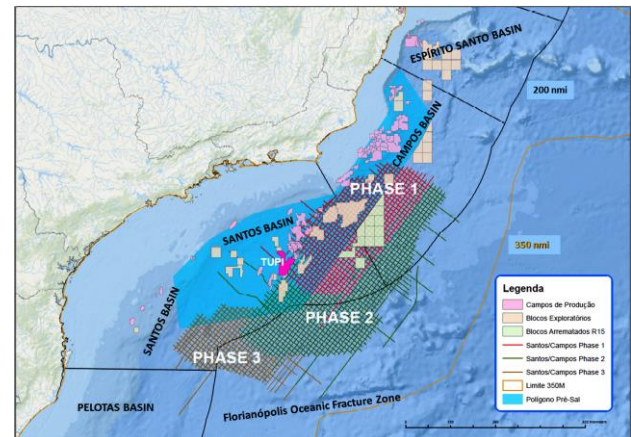 ESPÍRITO SANTO BASIN
200 nmi
CAMPOS BASIN
PHASE 1
SANTOS BASIN
350 nmi
TUPI
SANTOS BASIN
PHASE 2
PHASE 3
PELOTAS BASIN
Florianópolis Oceanic Fracture Zone
Legenda
Campos de Produção
Blocos Exploratórios
Blocos Arrematados R15
Santos/Campos Phase 1
Santos/Campos Phase 2
Santos/Campos Phase 3
Limite 350M
Polígono Pré-Sal